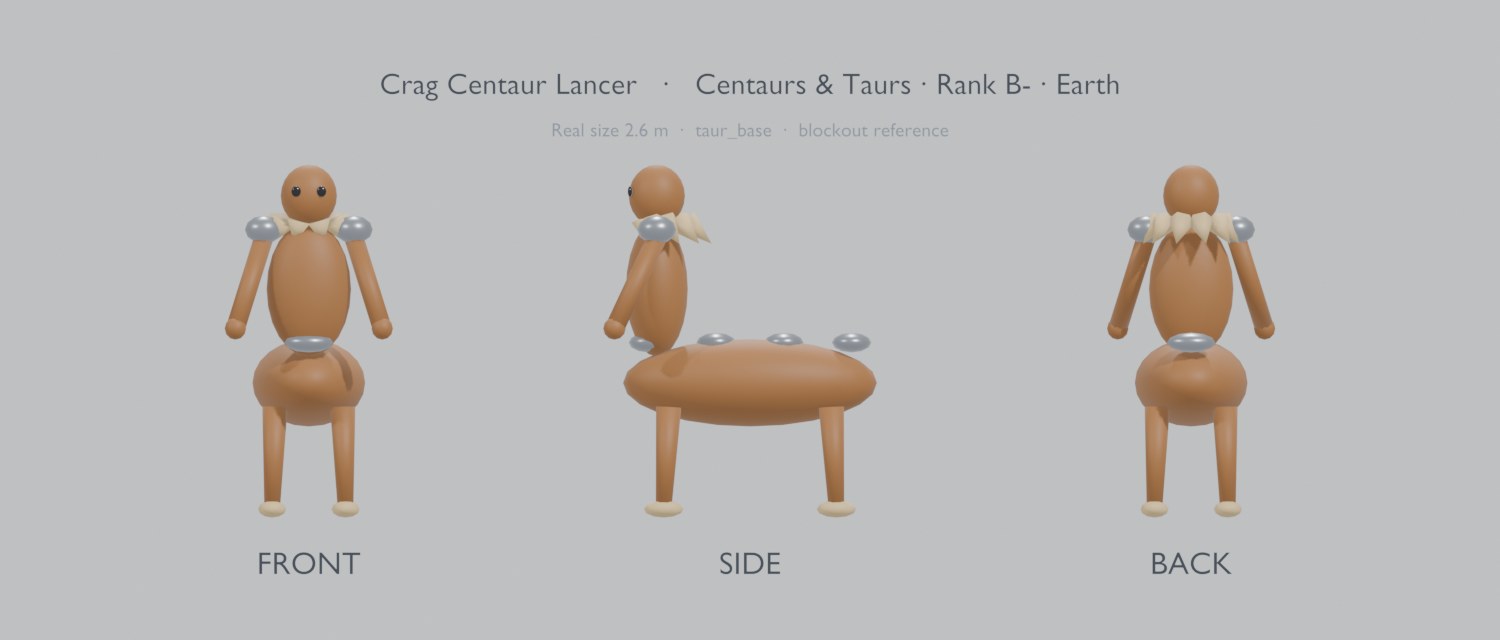 Crag Centaur Lancer · Centaurs & Taurs · Rank B- · Earth
Real size 2.6 m · taur_base · blockout reference
FRONT
SIDE
BACK